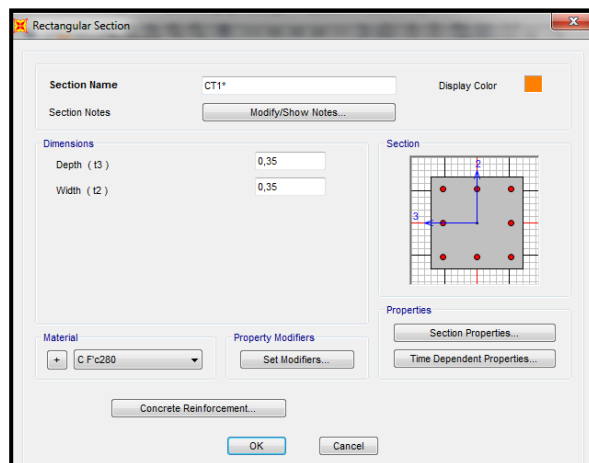 Rectangular Section
Section Name CT1* Display Color
Section Notes Modify/Show Notes...
Dimensions
Depth ( t3 ) 0,35
Width ( t2 ) 0,35
Section
2
3
Properties
Section Properties...
Time Dependent Properties...
Material
+ C F'c280
Property Modifiers
Set Modifiers...
Concrete Reinforcement...
OK Cancel